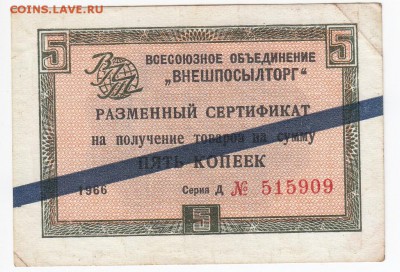 COINS.LAVE.RU
5 5
ВПТ
ВСЕСОЮЗНОЕ ОБЪЕДИНЕНИЕ
„ВНЕШПОСЫЛТОРГ"
РАЗМЕННЫЙ СЕРТИФИКАТ
на получение товаров на сумму
ПЯТЬ КОПЕЕК
1966 Серия Д № 515909
5